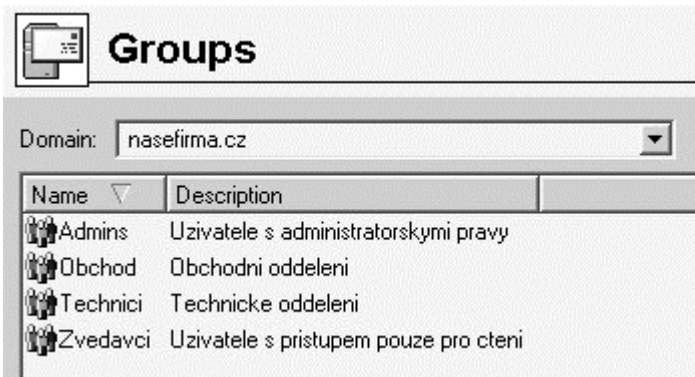 Groups
Domain: nasefirma.cz
Name Description
Admins Uzivatele s administratorskymi pravy
Obchod Obchodni oddeleni
Technici Technicke oddeleni
Zvedavci Uzivatele s pristupem pouze pro cteni